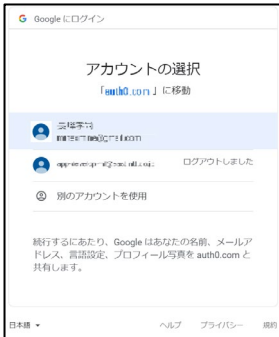 Google にログイン
アカウントの選択
「auth0.com」に移動
ログアウトしました
別のアカウントを使用
続行するにあたり、Google はあなたの名前、メールア
ドレス、言語設定、プロフィール写真を auth0.com と
共有します。
日本語
ヘルプ プライバシー 規約